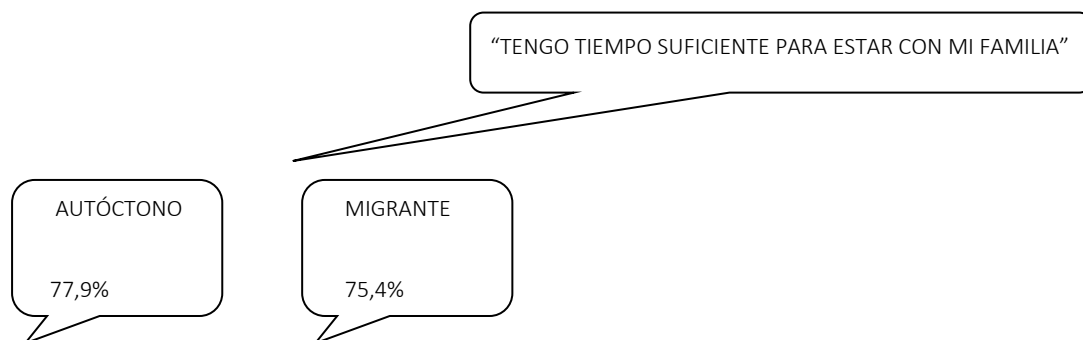 “TENGO TIEMPO SUFICIENTE PARA ESTAR CON MI FAMILIA”
AUTÓCTONO
77,9%
MIGRANTE
75,4%